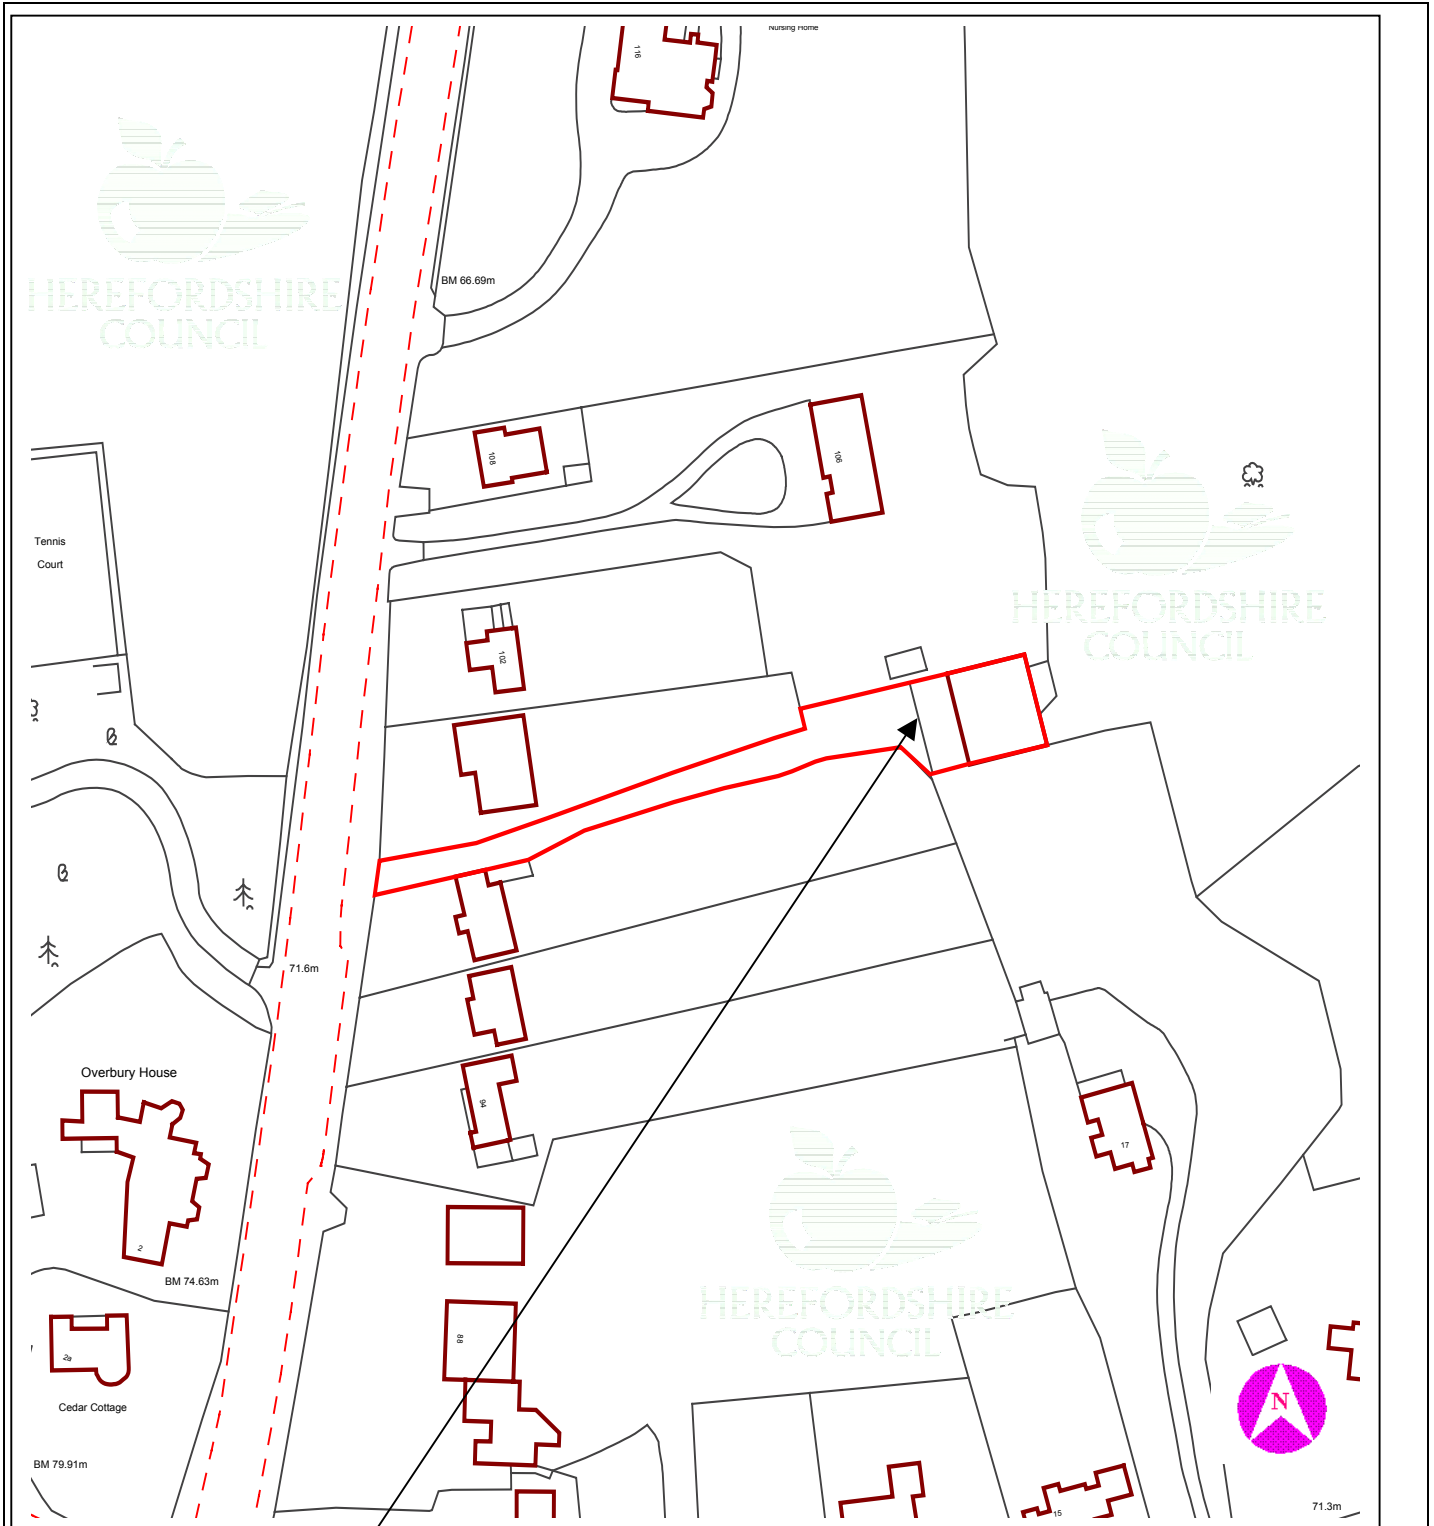 Nursing Home
116
HEREFORDSHIRE
COUNCIL
BM 66.69m
108
106
Tennis
Court
HEREFORDSHIRE
COUNCIL
102
71.6m
Overbury House
94
17
2
BM 74.63m
HEREFORDSHIRE
COUNCIL
88
2a
Cedar Cottage
N
BM 79.91m
71.3m
15